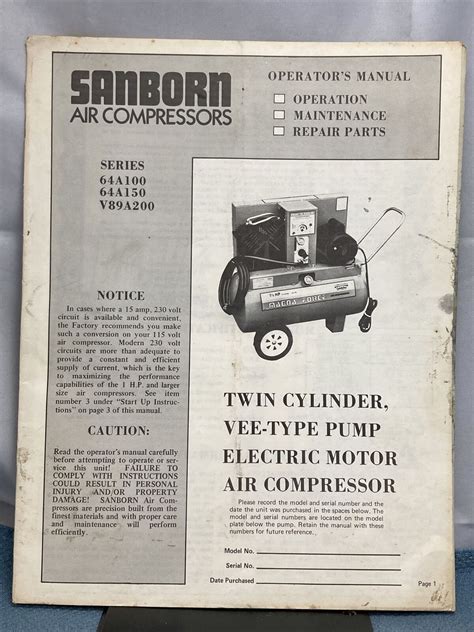 SANBORN
AIR COMPRESSORS
OPERATOR'S MANUAL
OPERATION
MAINTENANCE
REPAIR PARTS
SERIES
64A100
64A150
V89A200
NOTICE
In cases where a 15 amp, 230 volt
circuit is available and convenient,
the Factory recommends you make
such a conversion on your 115 volt
air compressor. Modern 230 volt
circuits are more than adequate to
provide a constant and efficient
supply of current, which is the key
to maximizing the performance
capabilities of the 1 H.P. and larger
size air compressors. See item
number 3 under "Start Up Instruc-
tions" on page 3 of this manual.
CAUTION:
Read the operator's manual carefully
before attempting to operate or ser-
vice this unit! FAILURE TO
COMPLY WITH INSTRUCTIONS
COULD RESULT IN PERSONAL
INJURY AND/OR PROPERTY
DAMAGE! SANBORN Air Com-
pressors are precision built from the
finest materials and with proper care
and maintenance will perform
efficiently.
MAGNA FORCE
TWIN CYLINDER,
VEE-TYPE PUMP
ELECTRIC MOTOR
AIR COMPRESSOR
Please record the model and serial number and the
date the unit was purchased in the spaces below. The
model and serial numbers are located on the model
plate below the pump. Retain the manual with these
numbers for future reference.
Model No.
Serial No.
Date Purchased
Page 1